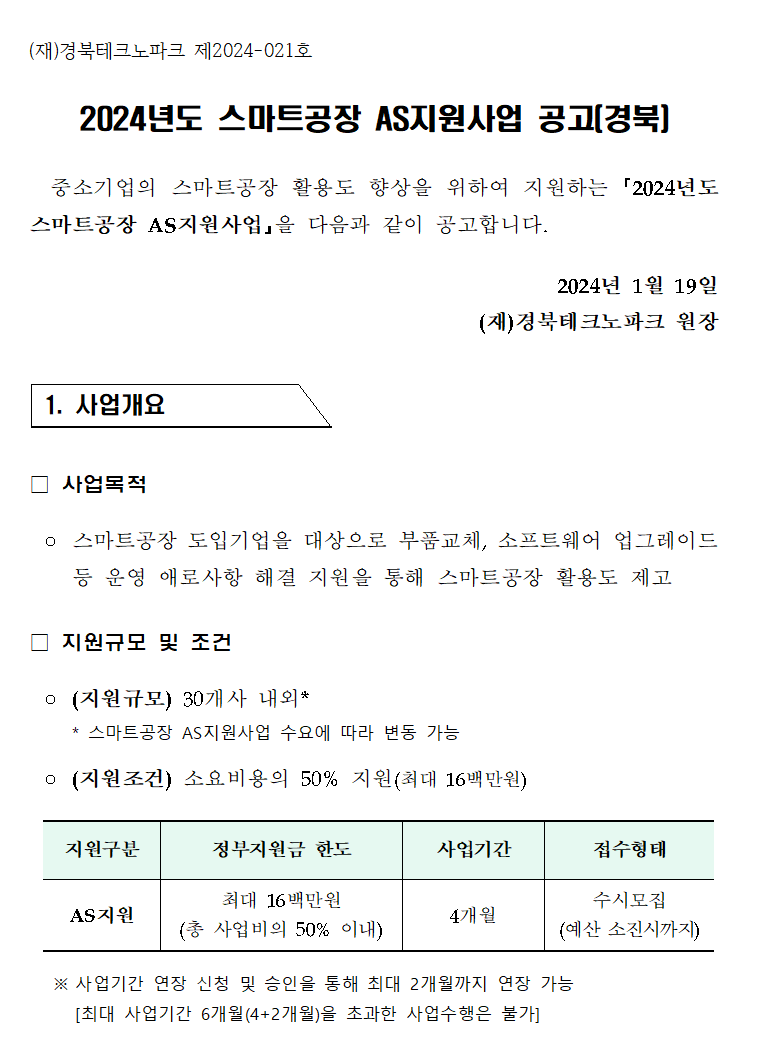 (재)경북테크노파크 제2024-021호
2024년도 스마트공장 AS지원사업 공고(경북)
중소기업의 스마트공장 활용도 향상을 위하여 지원하는 「2024년도
스마트공장 AS지원사업」을 다음과 같이 공고합니다.
2024년 1월 19일
(재)경북테크노파크 원장
1. 사업개요
□ 사업목적
○ 스마트공장 도입기업을 대상으로 부품교체, 소프트웨어 업그레이드
등 운영 애로사항 해결 지원을 통해 스마트공장 활용도 제고
□ 지원규모 및 조건
○ (지원규모) 30개사 내외*
* 스마트공장 AS지원사업 수요에 따라 변동 가능
○ (지원조건) 소요비용의 50% 지원(최대 16백만원)
지원구분 정부지원금 한도 사업기간 접수형태
AS지원 최대 16백만원 4개월 수시모집
(총 사업비의 50% 이내) (예산 소진시까지)
※ 사업기간 연장 신청 및 승인을 통해 최대 2개월까지 연장 가능
[최대 사업기간 6개월(4+2개월)을 초과한 사업수행은 불가]